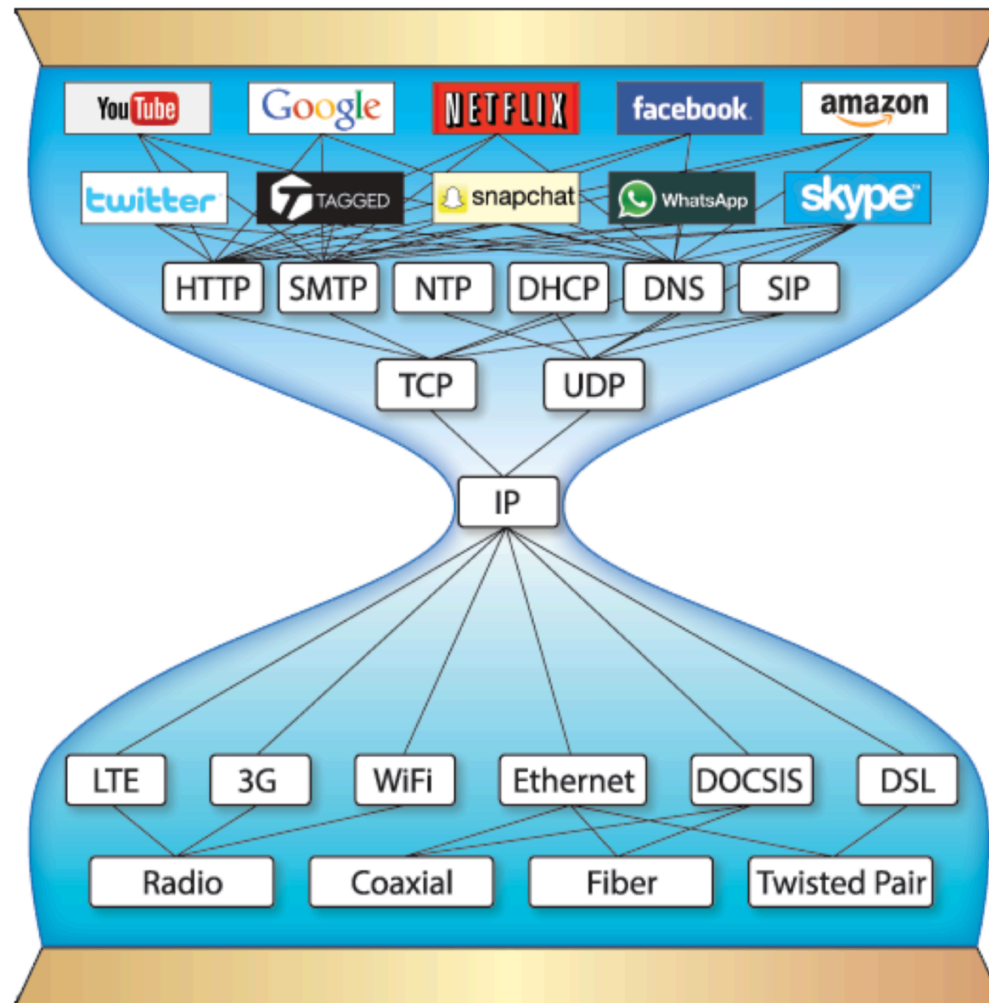 YouTube Google NETFLIX facebook amazon
twitter TAGGED snapchat WhatsApp skype™
HTTP SMTP NTP DHCP DNS SIP
TCP UDP
IP
LTE 3G WiFi Ethernet DOCSIS DSL
Radio Coaxial Fiber Twisted Pair